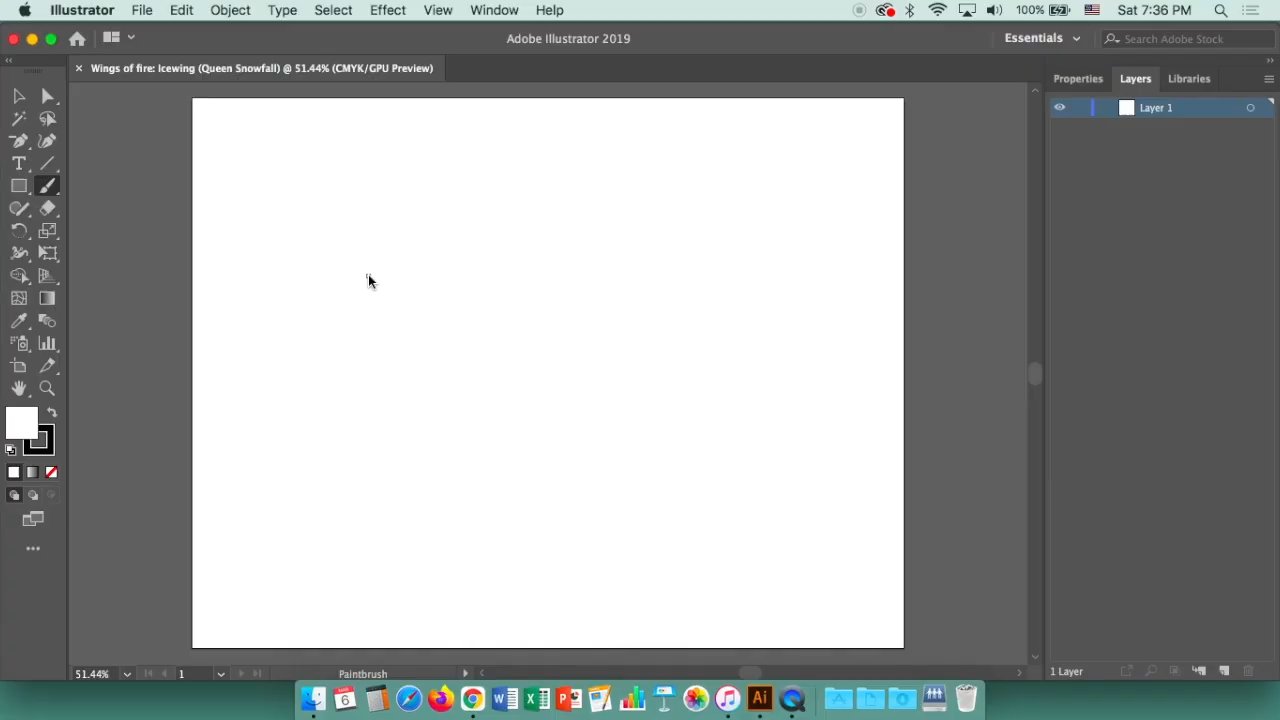 Illustrator File Edit Object Type Select Effect View Window Help 100% Sat 7:36 PM
Adobe Illustrator 2019 Essentials Search Adobe Stock
Wings of fire: Icewing (Queen Snowfall) @ 51.44% (CMYK/GPU Preview)
Properties Layers Libraries
Layer 1
51.44% 1 Paintbrush 1 Layer
6
W X P Ai